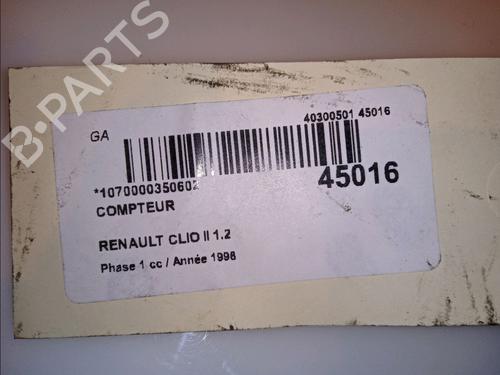 B-PARTS
GA
40300501 45016
*1070000350602
45016
COMPTEUR
RENAULT CLIO II 1.2
Phase 1 cc / Année 1998